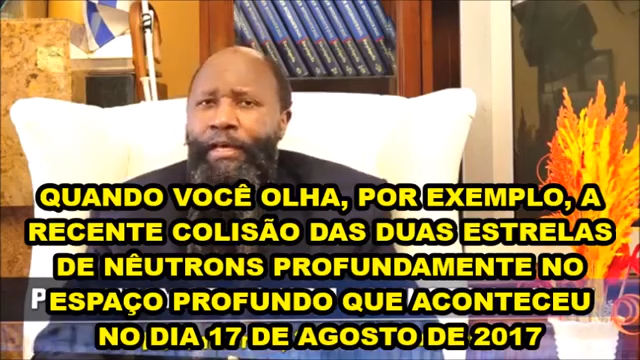 QUANDO VOCÊ OLHA, POR EXEMPLO, A
RECENTE COLISÃO DAS DUAS ESTRELAS
DE NÊUTRONS PROFUNDAMENTE NO
ESPAÇO PROFUNDO QUE ACONTECEU
NO DIA 17 DE AGOSTO DE 2017